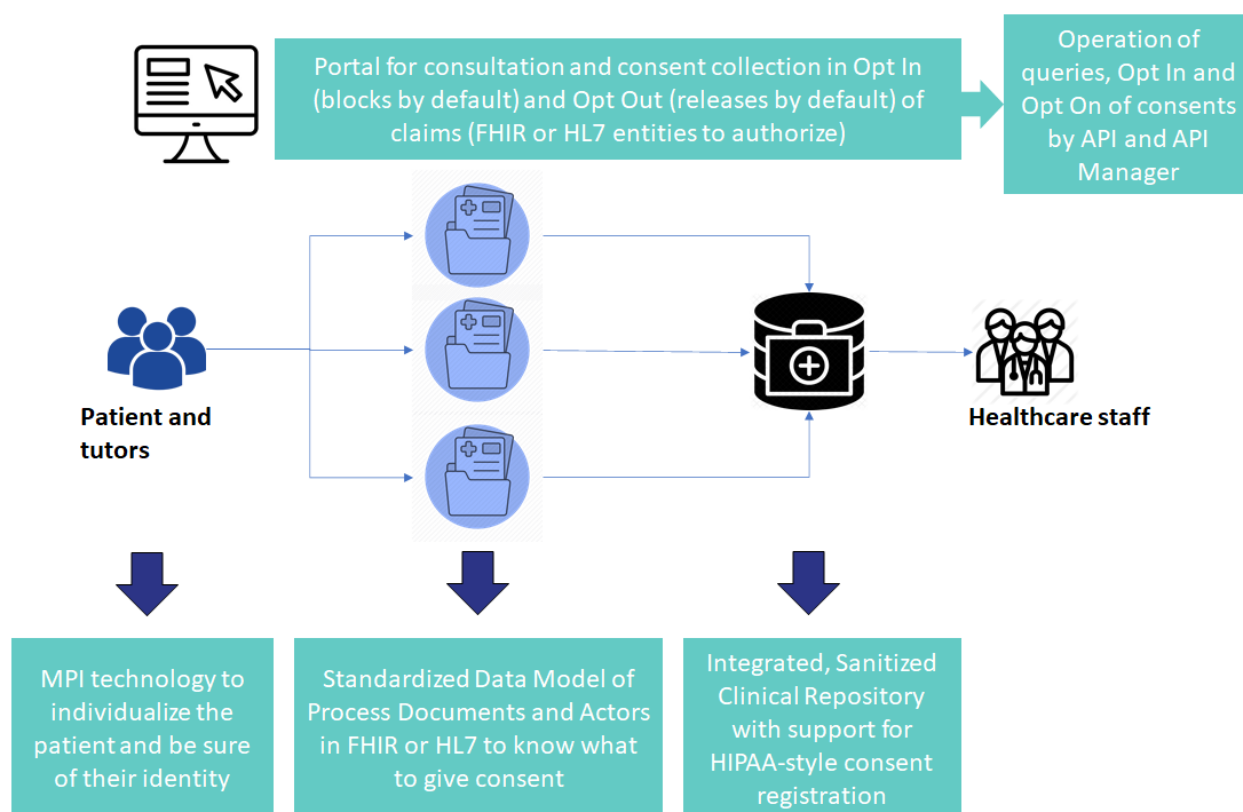 Portal for consultation and consent collection in Opt In
(blocks by default) and Opt Out (releases by default) of
claims (FHIR or HL7 entities to authorize)
Operation of
queries, Opt In and
Opt On of consents
by API and API
Manager
Patient and
tutors
Healthcare staff
MPI technology to
individualize the
patient and be sure
of their identity
Standardized Data Model of
Process Documents and Actors
in FHIR or HL7 to know what
to give consent
Integrated, Sanitized
Clinical Repository
with support for
HIPAA-style consent
registration